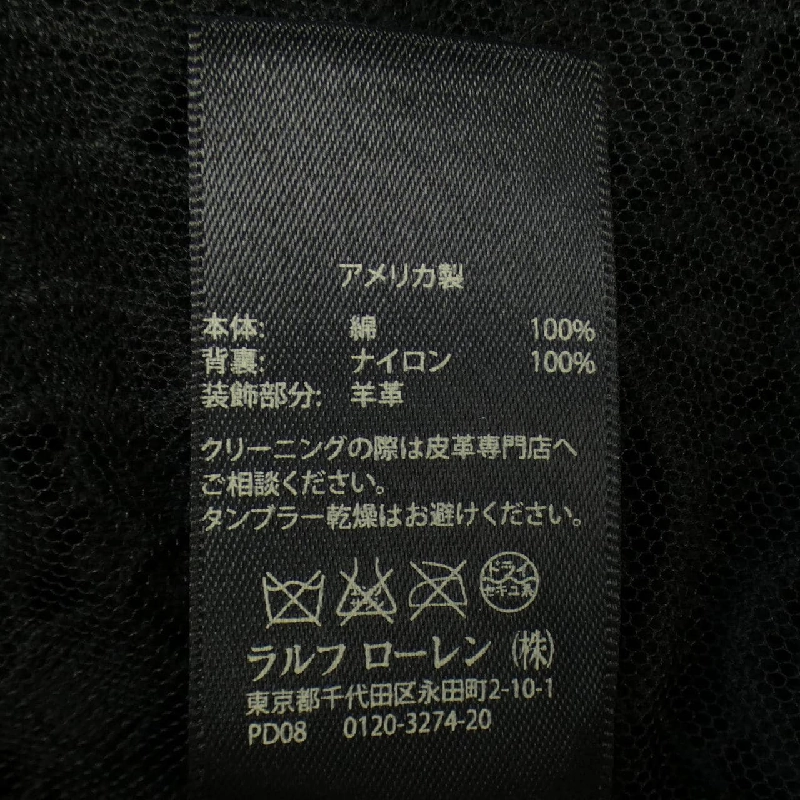 アメリカ製
本体: 綿 100%
背裏: ナイロン 100%
装飾部分: 羊革
クリーニングの際は皮革専門店へ
ご相談ください。
タンブラー乾燥はお避けください。
ドライ
セキユ系
ラルフ ローレン (株)
東京都千代田区永田町2-10-1
PD08 0120-3274-20